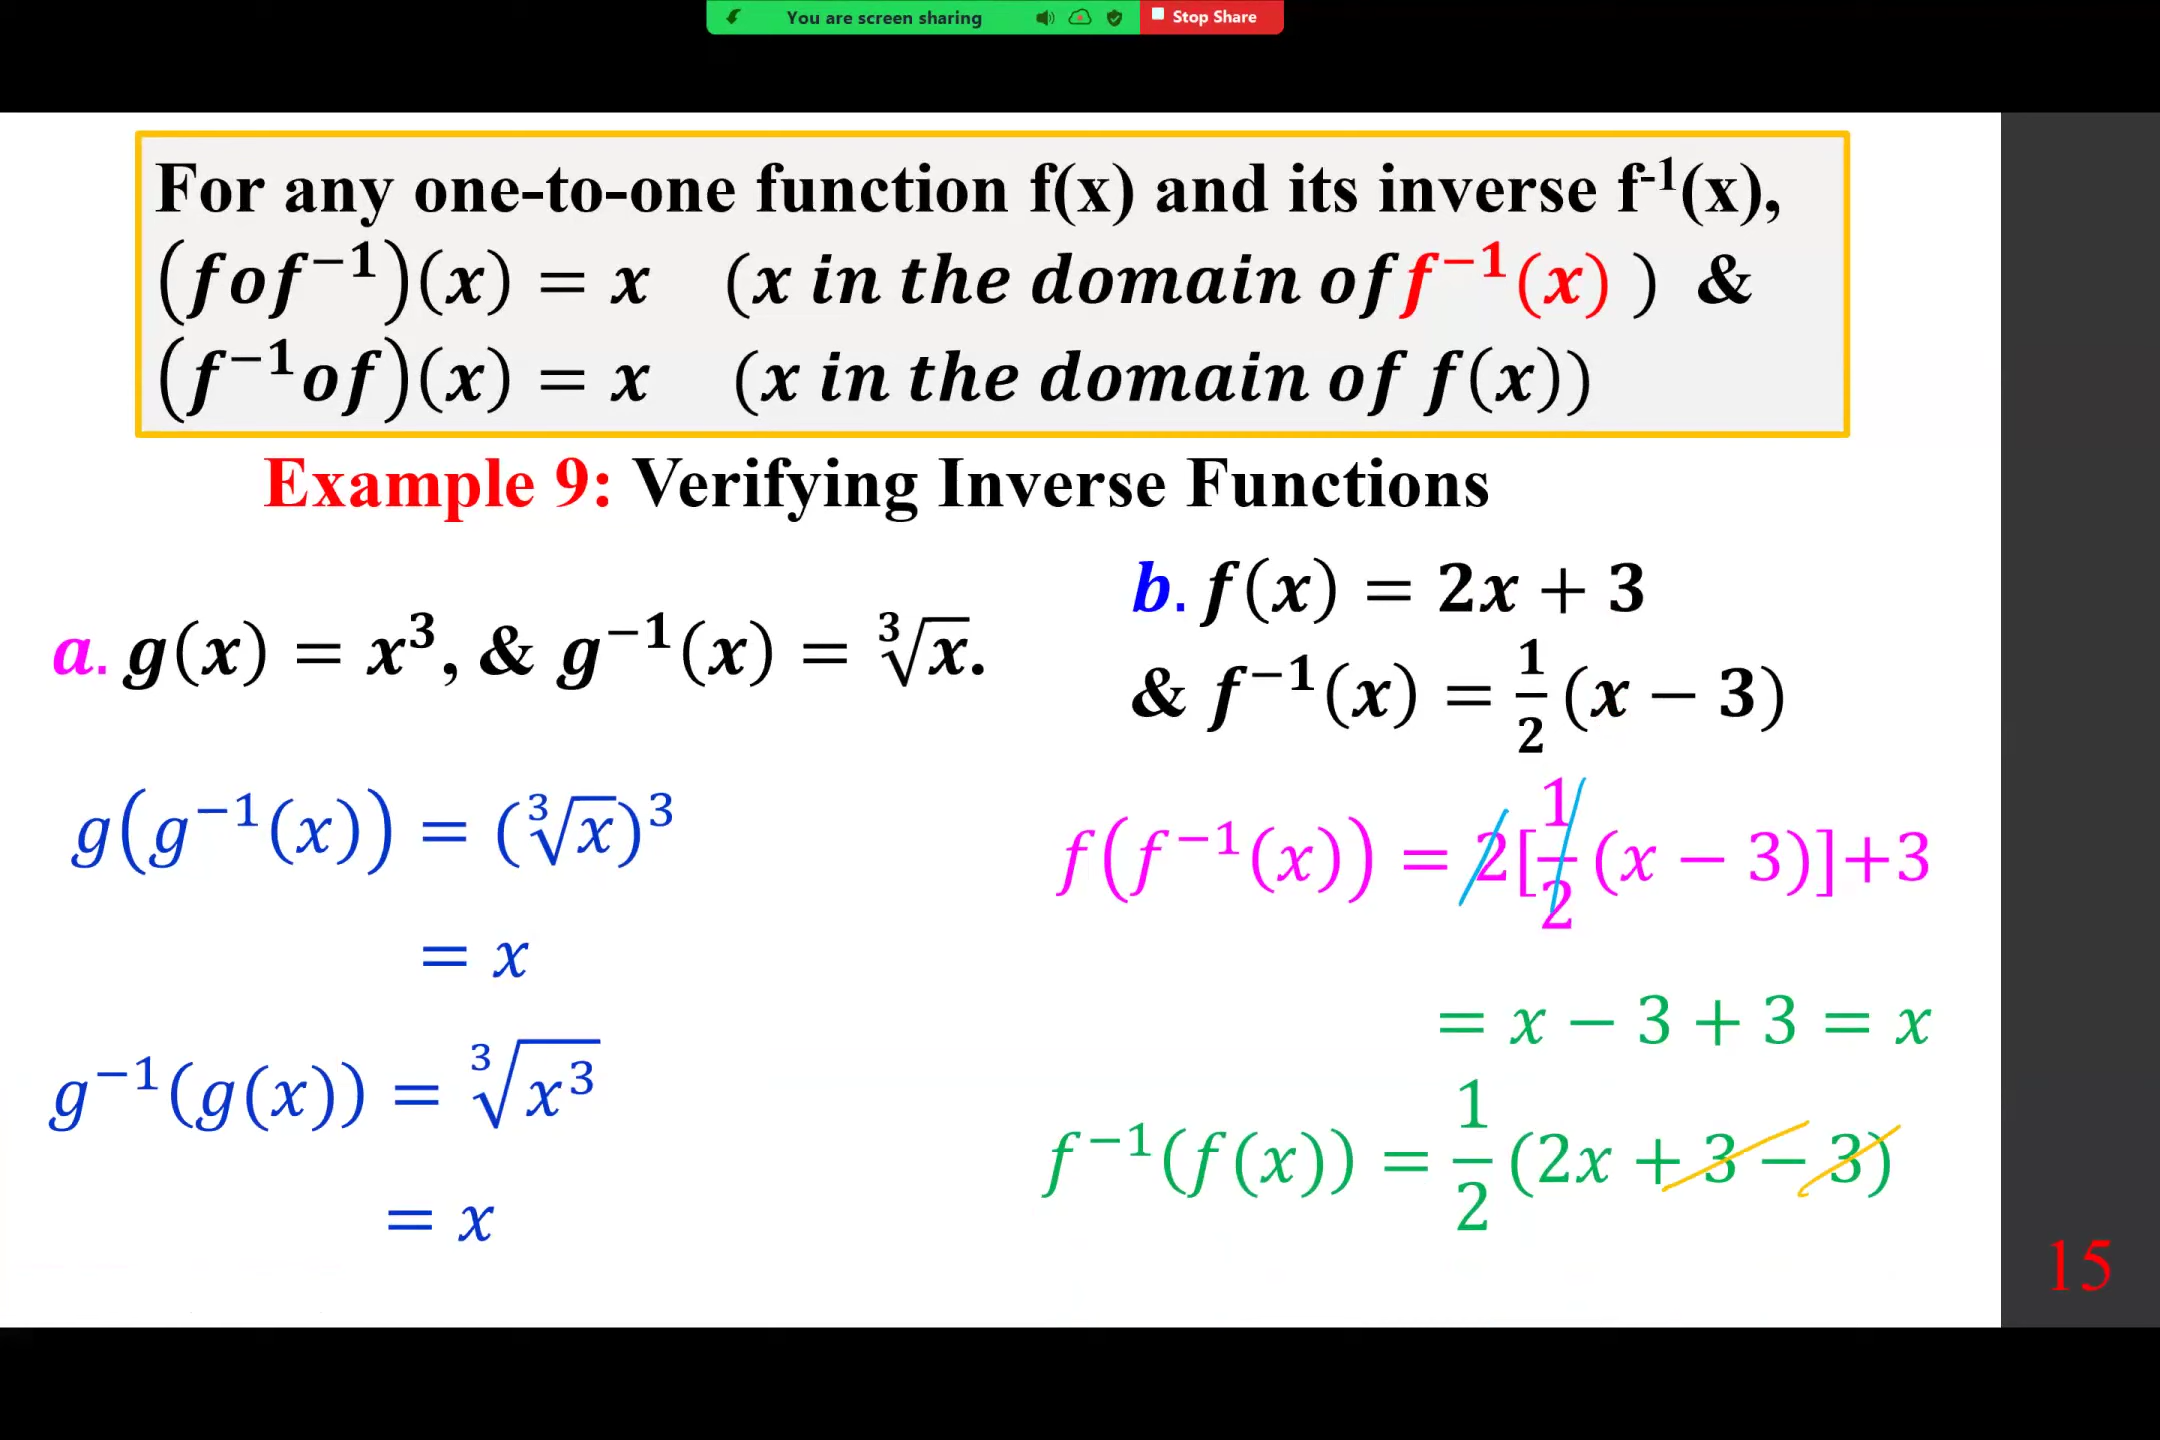 You are screen sharing Stop Share
For any one-to-one function f(x) and its inverse f⁻¹(x),
(fof⁻¹)(x) = x (x in the domain of f⁻¹(x) ) &
(f⁻¹of)(x) = x (x in the domain of f(x))
Example 9: Verifying Inverse Functions
a. g(x) = x³, & g⁻¹(x) = ∛x.
g(g⁻¹(x)) = (∛x)³
= x
g⁻¹(g(x)) = ∛x³
= x
b. f(x) = 2x + 3
& f⁻¹(x) = 1/2 (x − 3)
f(f⁻¹(x)) = 2[1/2 (x − 3)]+3
= x − 3 + 3 = x
f⁻¹(f(x)) = 1/2 (2x + 3 − 3)
15